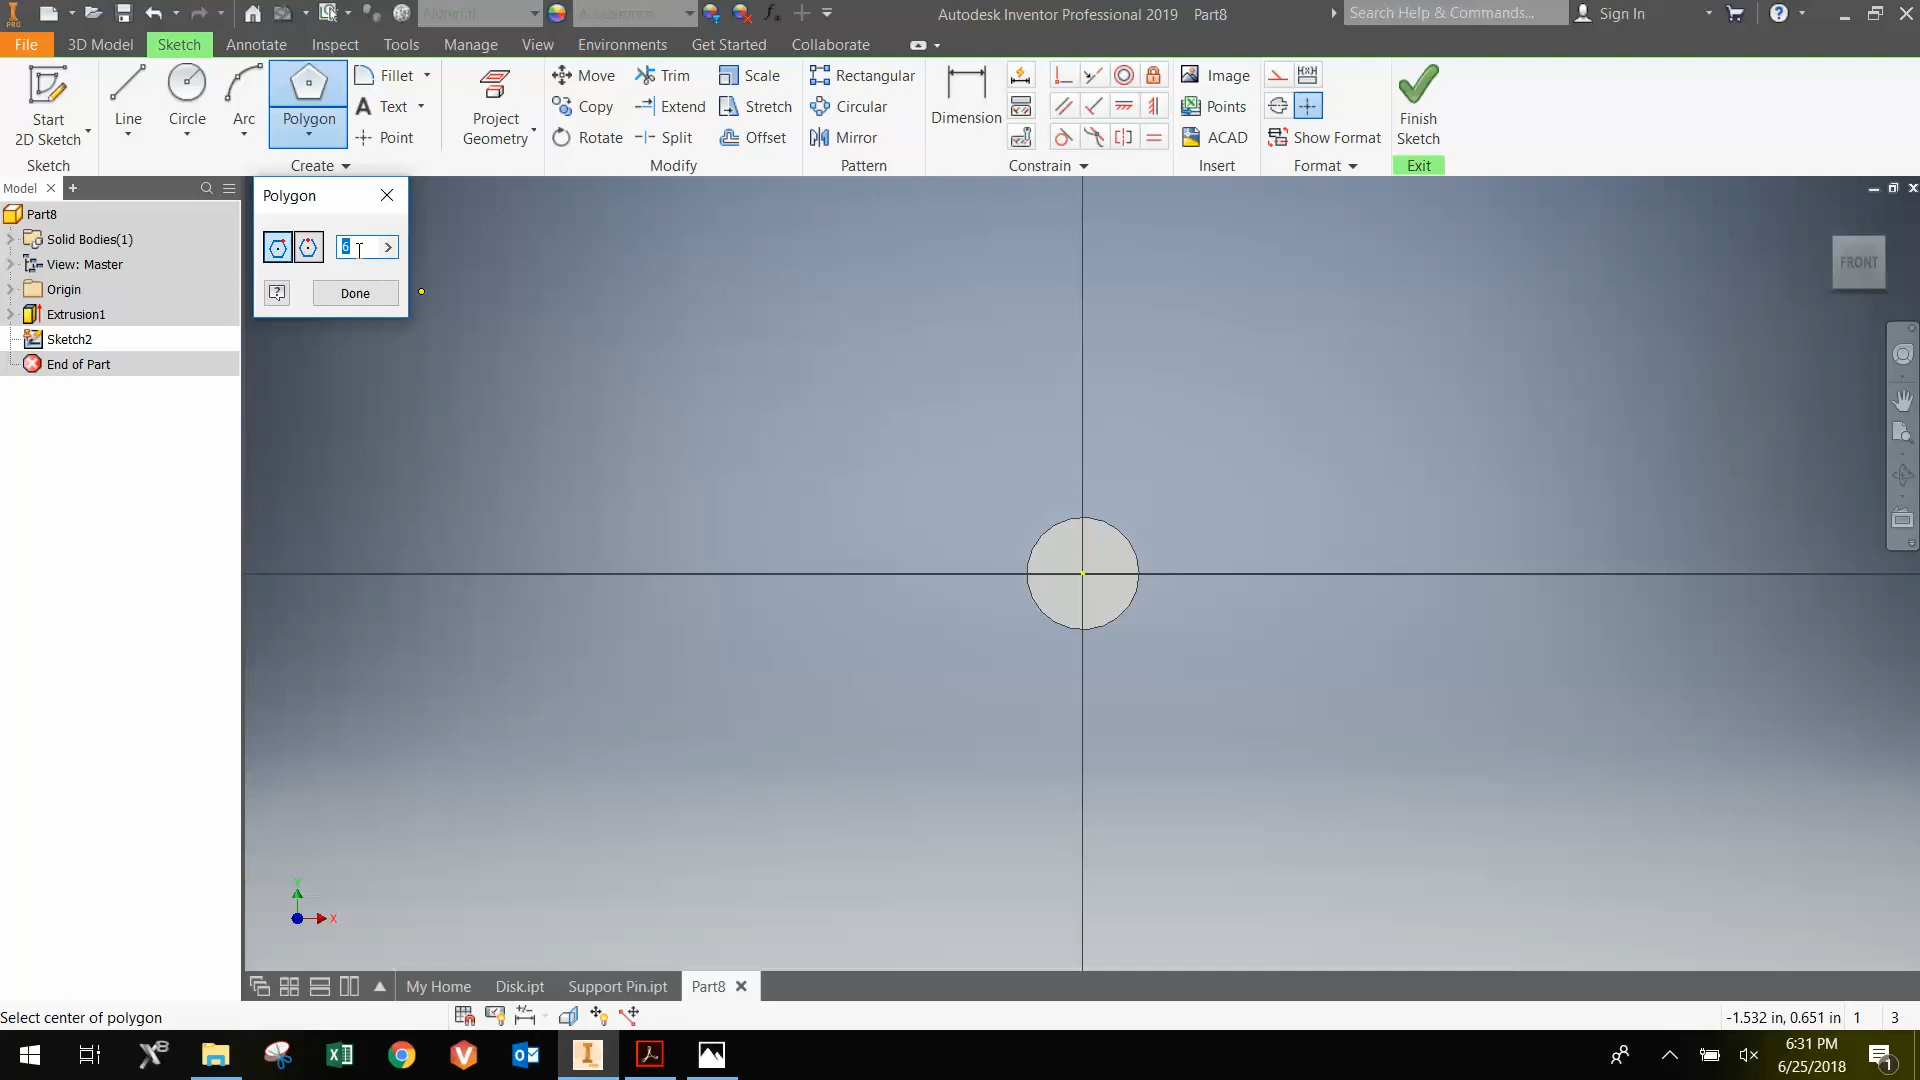 Autodesk Inventor Professional 2019 Part8
Search Help & Commands...
Sign In
PRO
File
3D Model
Sketch
Annotate
Inspect
Tools
Manage
View
Environments
Get Started
Collaborate
Start
2D Sketch
Line
Circle
Arc
Polygon
Fillet
Text
Point
Project
Geometry
Move
Copy
Rotate
Trim
Extend
Split
Scale
Stretch
Offset
Rectangular
Circular
Mirror
Dimension
Image
Points
ACAD
Show Format
Finish
Sketch
Sketch
Create
Modify
Pattern
Constrain
Insert
Format
Exit
Model
Part8
Solid Bodies(1)
View: Master
Origin
Extrusion1
Sketch2
End of Part
Polygon
6
Done
FRONT
Y
X
My Home
Disk.ipt
Support Pin.ipt
Part8
Select center of polygon
-1.532 in, 0.651 in 1 3
6:31 PM
6/25/2018
1